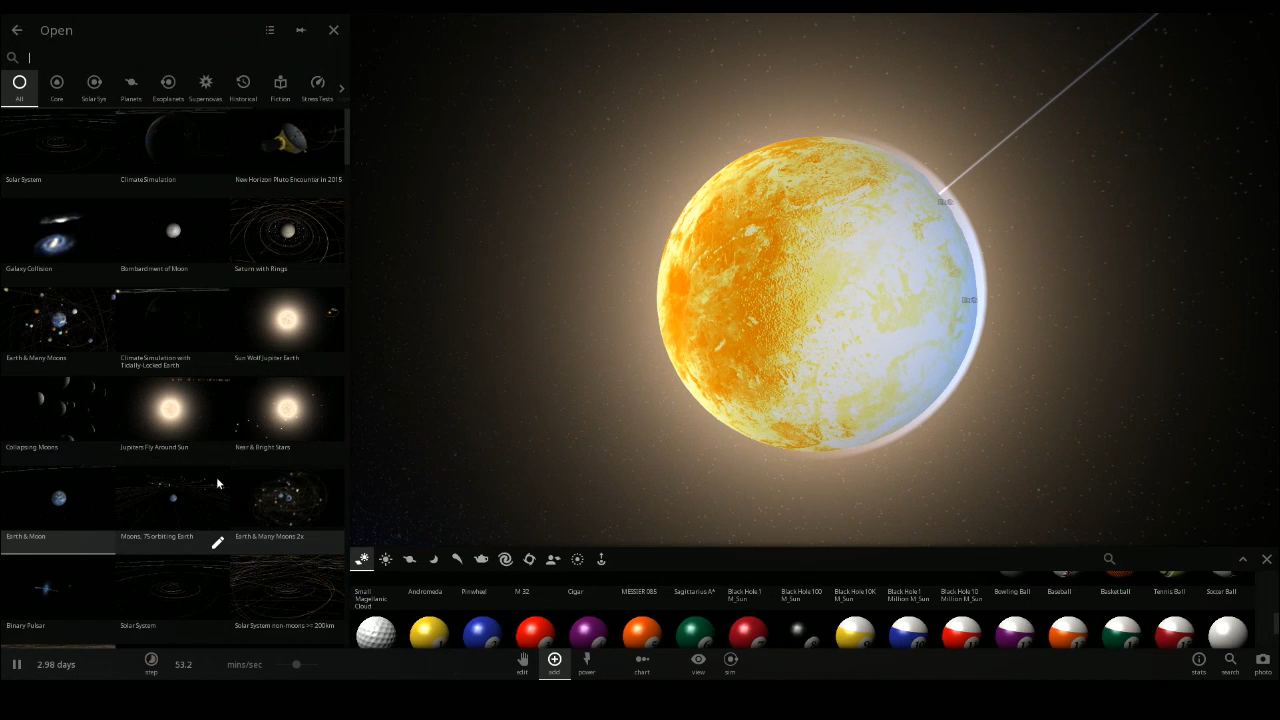 Open
All
Core
Solar Sys
Planets
Exoplanets
Supernovas
Historical
Fiction
Stress Tests
Solar System
Climate Simulation
New Horizon Pluto Encounter in 2015
Galaxy Collision
Bombardment of Moon
Saturn with Rings
Earth & Many Moons
Climate Simulation with
Tidally-Locked Earth
Sun Wolf Jupiter Earth
Collapsing Moons
Jupiters Fly Around Sun
Near & Bright Stars
Earth & Moon
Moons, 75 orbiting Earth
Earth & Many Moons 2x
Binary Pulsar
Solar System
Solar System non-moons >= 200km
Earth
Earth
Small
Magellanic
Cloud
Andromeda
Pinwheel
M 32
Cigar
MESSIER 085
Sagittarius A*
Black Hole 1
M_Sun
Black Hole 100
M_Sun
Black Hole 10K
M_Sun
Black Hole 1
Million M_Sun
Black Hole 10
Million M_Sun
Bowling Ball
Baseball
Basketball
Tennis Ball
Soccer Ball
2.98 days
step
53.2
mins/sec
edit
add
power
chart
view
sim
stats
search
photo